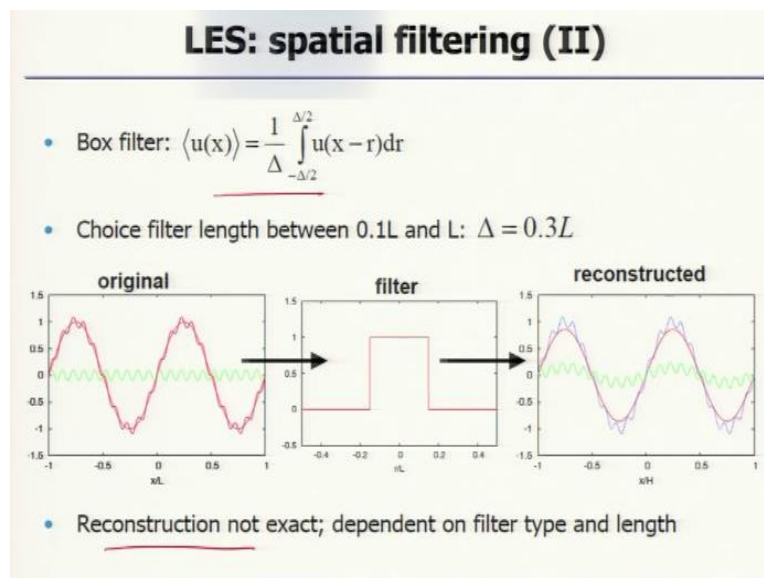 LES: spatial filtering (II)
• Box filter: ⟨u(x)⟩ = 1/Δ ∫_{-Δ/2}^{Δ/2} u(x − r)dr
• Choice filter length between 0.1L and L: Δ = 0.3L
original
filter
reconstructed
1.5
1
0.5
0
-0.5
-1
-1.5
-1 -0.5 0 0.5 1
x/L
1.5
1
0.5
0
-0.5
-0.4 -0.2 0 0.2 0.4
r/L
1.5
1
0.5
0
-0.5
-1
-1.5
-1 -0.5 0 0.5 1
x/H
• Reconstruction not exact; dependent on filter type and length